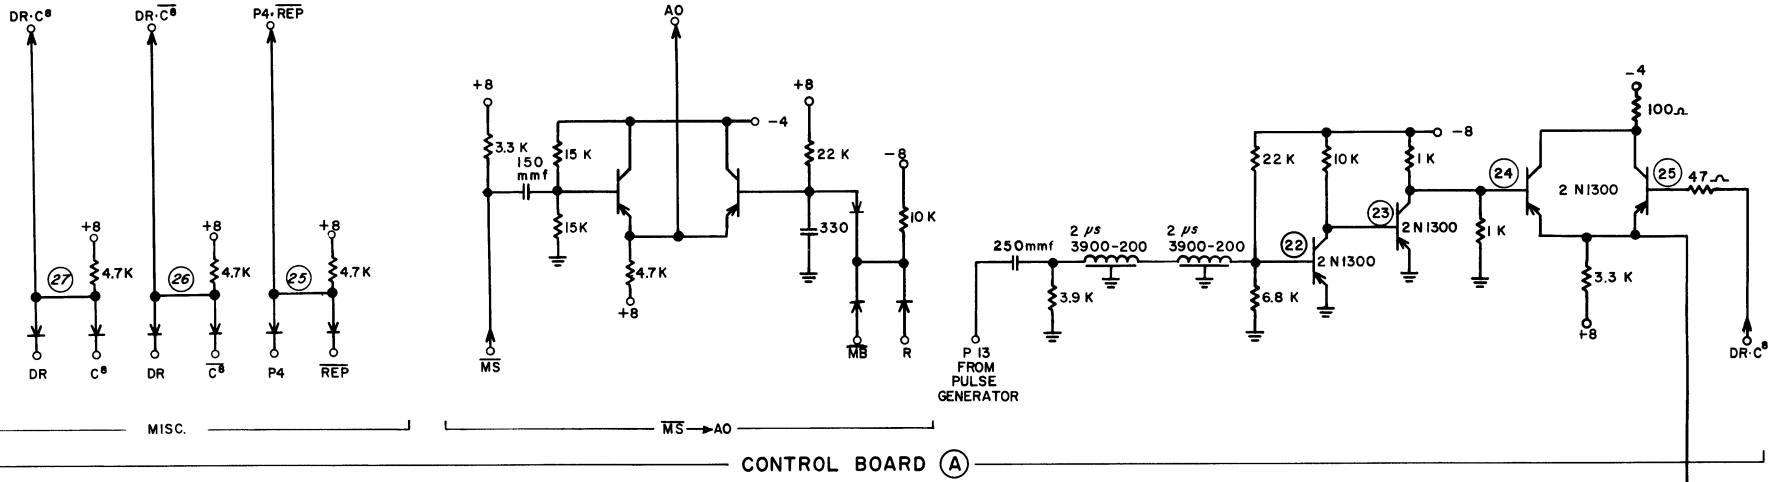 DR·C⁸
DR·C̅⁸̅
P4·R̅E̅P̅
AO
+8
+8
-4
-4
100Ω
3.3 K
150
mmf
15 K
22 K
-8
-8
22 K
10 K
1 K
24
25
47 Ω
2 N1300
15K
330
10 K
23
2 N1300
1 K
+8
+8
+8
4.7K
4.7K
4.7K
27
26
25
4.7K
+8
250mmf
2 µs
3900-200
2 µs
3900-200
22
2 N1300
3.9 K
6.8 K
3.3 K
+8
DR
C⁸
DR
C̅⁸̅
P4
R̅E̅P̅
M̅S̅
M̅B̅
R
P 13
FROM
PULSE
GENERATOR
DR·C⁸
MISC.
M̅S̅ → AO
CONTROL BOARD A